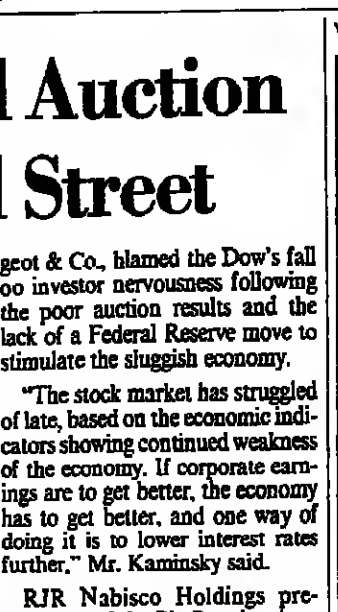 Auction
Street
geot & Co., blamed the Dow's fall
oo investor nervousness following
the poor auction results and the
lack of a Federal Reserve move to
stimulate the sluggish economy.
"The stock market has struggled
of late, based on the economic indi-
cators showing continued weakness
of the economy. If corporate earn-
ings are to get better, the economy
has to get better, and one way of
doing it is to lower interest rates
further." Mr. Kaminsky said.
RJR Nabisco Holdings pre-